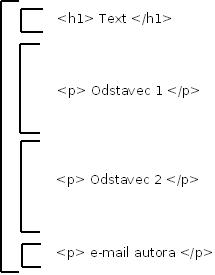 <h1> Text </h1>
<p> Odstavec 1 </p>
<p> Odstavec 2 </p>
<p> e-mail autora </p>